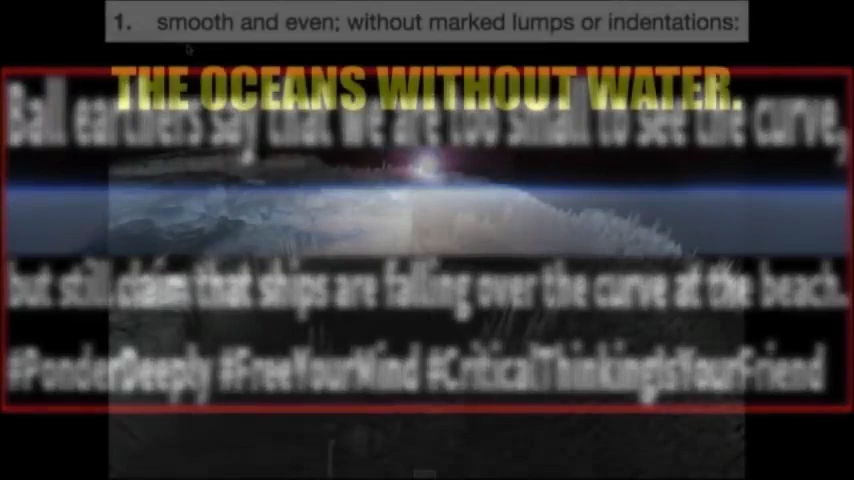 1. smooth and even; without marked lumps or indentations:
THE OCEANS WITHOUT WATER.
Ball earthers say that we are too small to see the curve,
but still claim that ships are falling over the curve at the beach.
#PonderDeeply #FreeYourMind #CriticalThinkingIsYourFriend